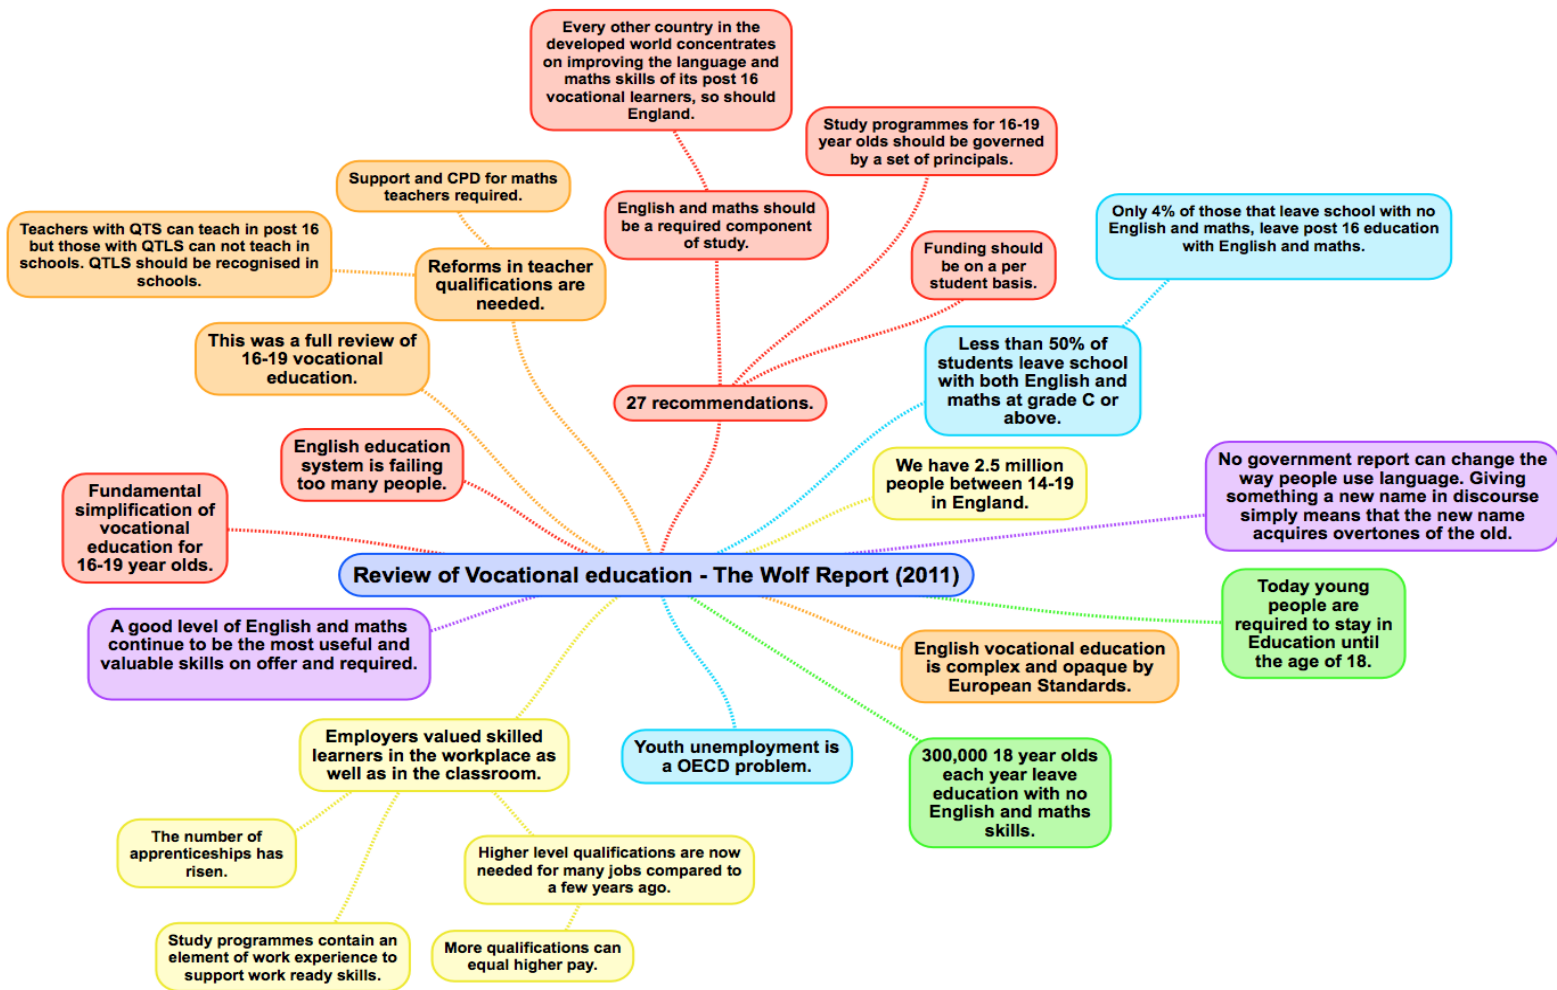 Every other country in the
developed world concentrates
on improving the language and
maths skills of its post 16
vocational learners, so should
England.
Study programmes for 16-19
year olds should be governed
by a set of principals.
Support and CPD for maths
teachers required.
English and maths should
be a required component
of study.
Only 4% of those that leave school with no
English and maths, leave post 16 education
with English and maths.
Teachers with QTS can teach in post 16
but those with QTLS can not teach in
schools. QTLS should be recognised in
schools.
Reforms in teacher
qualifications are
needed.
Funding should
be on a per
student basis.
This was a full review of
16-19 vocational
education.
Less than 50% of
students leave school
with both English and
maths at grade C or
above.
27 recommendations.
English education
system is failing
too many people.
We have 2.5 million
people between 14-19
in England.
No government report can change the
way people use language. Giving
something a new name in discourse
simply means that the new name
acquires overtones of the old.
Fundamental
simplification of
vocational
education for
16-19 year olds.
Review of Vocational education - The Wolf Report (2011)
Today young
people are
required to stay in
Education until
the age of 18.
A good level of English and maths
continue to be the most useful and
valuable skills on offer and required.
English vocational education
is complex and opaque by
European Standards.
Employers valued skilled
learners in the workplace as
well as in the classroom.
Youth unemployment is
a OECD problem.
300,000 18 year olds
each year leave
education with no
English and maths
skills.
The number of
apprenticeships has
risen.
Higher level qualifications are now
needed for many jobs compared to
a few years ago.
Study programmes contain an
element of work experience to
support work ready skills.
More qualifications can
equal higher pay.